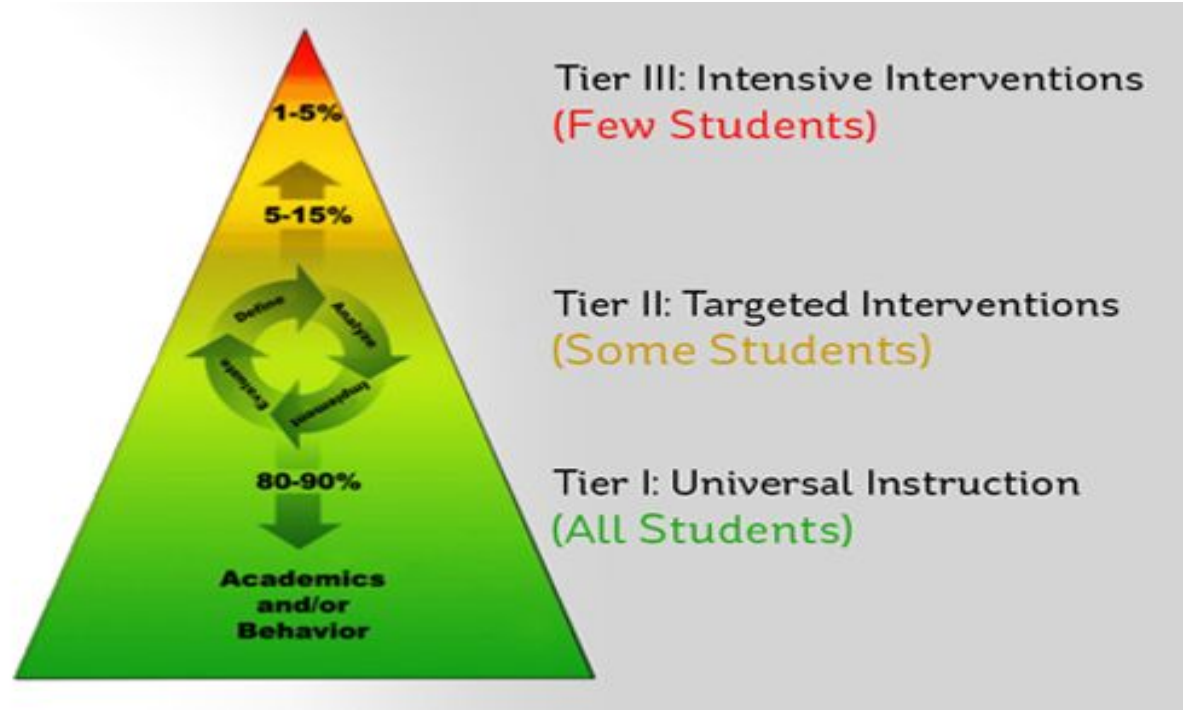 1-5%
5-15%
Define
Analyze
Implement
Evaluate
80-90%
Academics
and/or
Behavior
Tier III: Intensive Interventions
(Few Students)
Tier II: Targeted Interventions
(Some Students)
Tier I: Universal Instruction
(All Students)